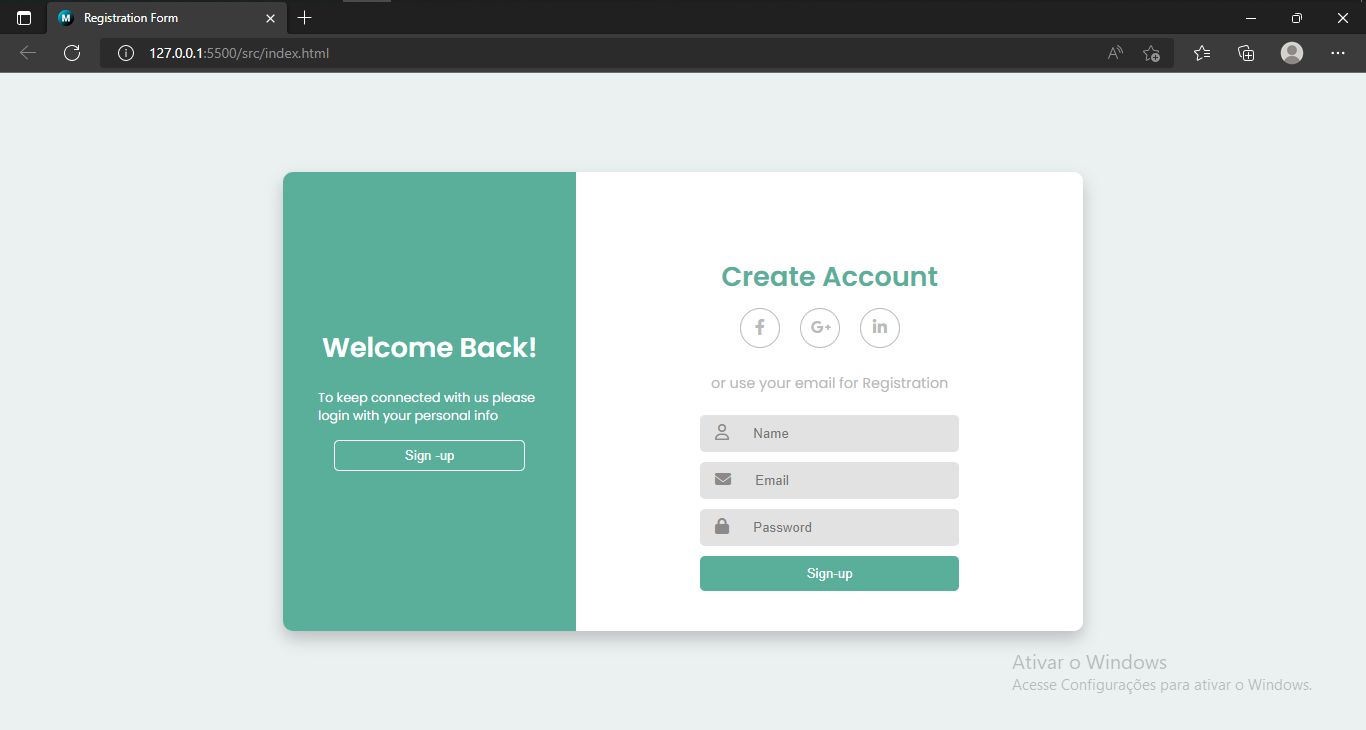 M Registration Form
127.0.0.1:5500/src/index.html
Welcome Back!
To keep connected with us please
login with your personal info
Sign -up
Create Account
f G+ in
or use your email for Registration
Name
Email
Password
Sign-up
Ativar o Windows
Acesse Configurações para ativar o Windows.